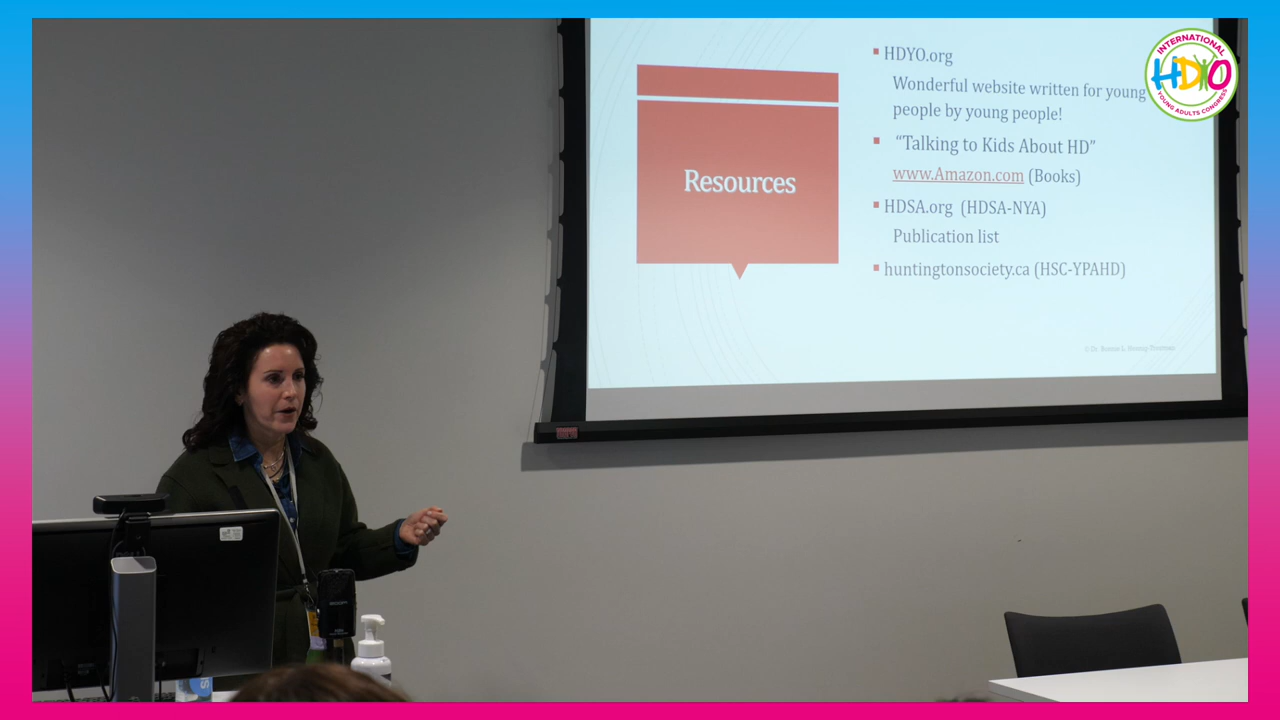 Resources
HDYO.org
Wonderful website written for young
people by young people!
“Talking to Kids About HD”
www.Amazon.com (Books)
HDSA.org (HDSA-NYA)
Publication list
huntingtonsociety.ca (HSC-YPAHD)
INTERNATIONAL
HDYO
YOUNG ADULTS CONGRESS